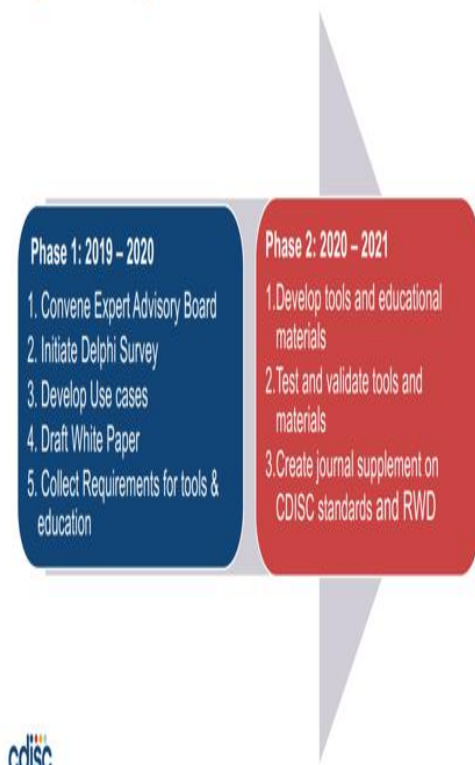 Phase 1: 2019 – 2020
1. Convene Expert Advisory Board
2. Initiate Delphi Survey
3. Develop Use cases
4. Draft White Paper
5. Collect Requirements for tools &
education
Phase 2: 2020 – 2021
1.Develop tools and educational
materials
2.Test and validate tools and
materials
3.Create journal supplement on
CDISC standards and RWD
cdisc